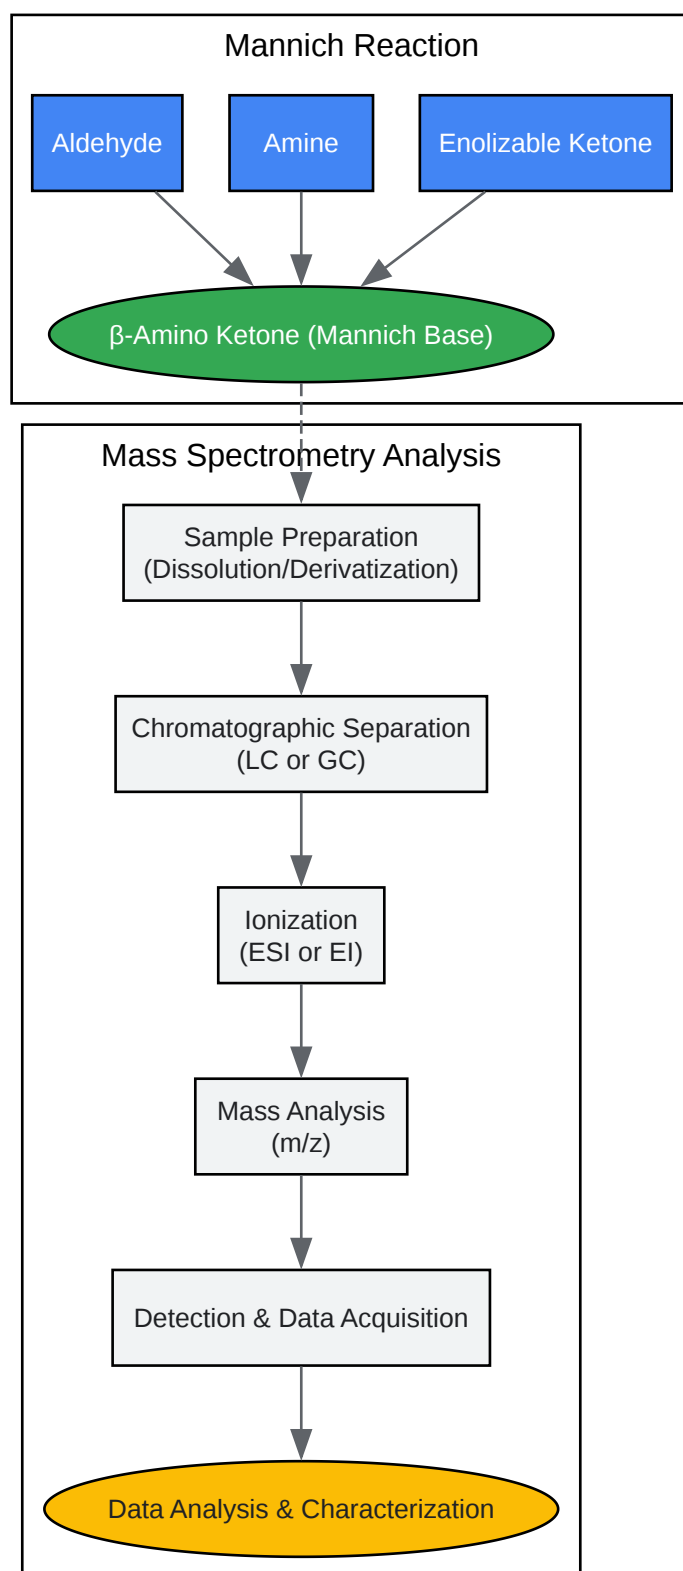 Mannich Reaction
Aldehyde
Amine
Enolizable Ketone
β-Amino Ketone (Mannich Base)
Mass Spectrometry Analysis
Sample Preparation
(Dissolution/Derivatization)
Chromatographic Separation
(LC or GC)
Ionization
(ESI or EI)
Mass Analysis
(m/z)
Detection & Data Acquisition
Data Analysis & Characterization